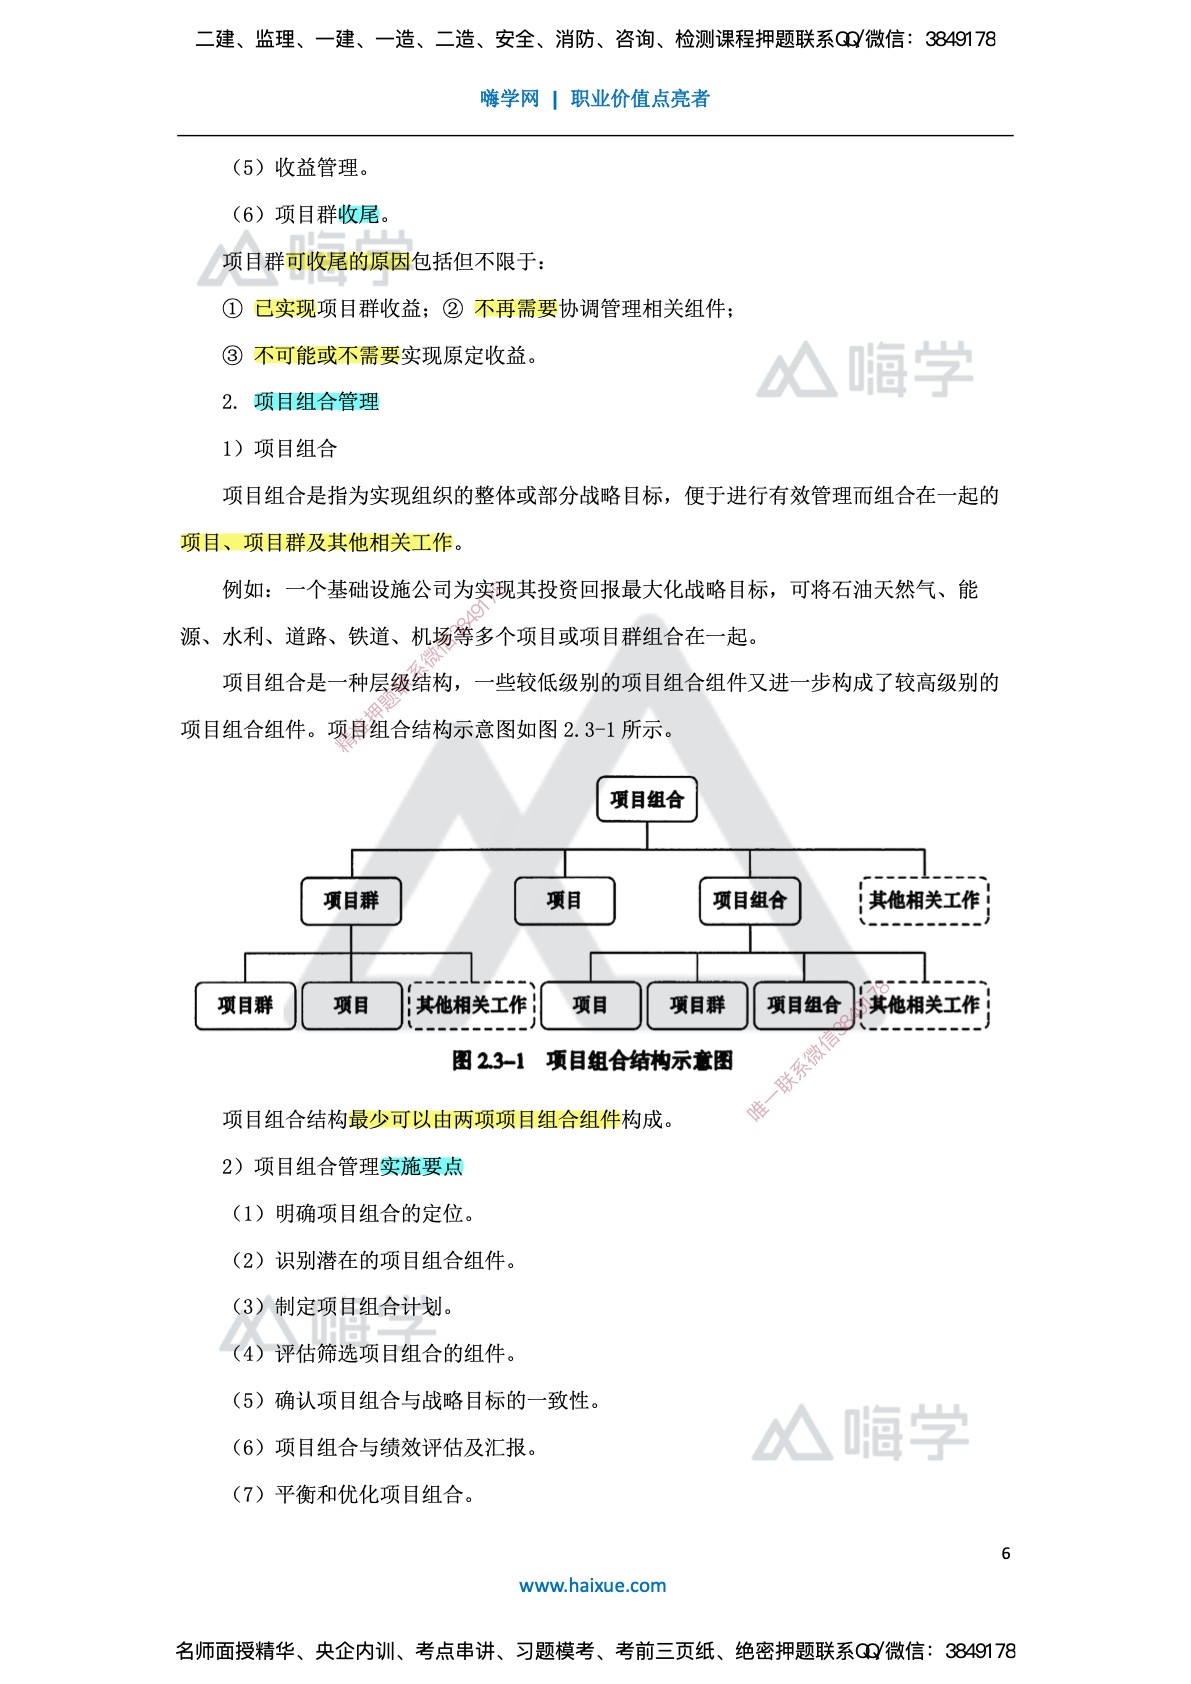 二建、监理、一建、一造、二造、安全、消防、咨询、检测课程押题联系QQ/微信：3849178
嗨学网 | 职业价值点亮者
（5）收益管理。
（6）项目群收尾。
嗨学
项目群可收尾的原因包括但不限于：
① 已实现项目群收益；② 不再需要协调管理相关组件；
③ 不可能或不需要实现原定收益。
嗨学
2. 项目组合管理
1）项目组合
项目组合是指为实现组织的整体或部分战略目标，便于进行有效管理而组合在一起的
项目、项目群及其他相关工作。
例如：一个基础设施公司为实现其投资回报最大化战略目标，可将石油天然气、能
源、水利、道路、铁道、机场等多个项目或项目群组合在一起。
项目组合是一种层级结构，一些较低级别的项目组合组件又进一步构成了较高级别的
项目组合组件。项目组合结构示意图如图 2.3-1 所示。
精准押题联系微信3849178
项目组合
项目群 项目 项目组合 其他相关工作
项目群 项目 其他相关工作 项目 项目群 项目组合 其他相关工作
图 2.3-1 项目组合结构示意图
唯一联系微信3849178
项目组合结构最少可以由两项项目组合组件构成。
2）项目组合管理实施要点
（1）明确项目组合的定位。
（2）识别潜在的项目组合组件。
（3）制定项目组合计划。
嗨学
（4）评估筛选项目组合的组件。
（5）确认项目组合与战略目标的一致性。
嗨学
（6）项目组合与绩效评估及汇报。
（7）平衡和优化项目组合。
6
www.haixue.com
名师面授精华、央企内训、考点串讲、习题模考、考前三页纸、绝密押题联系QQ/微信：3849178